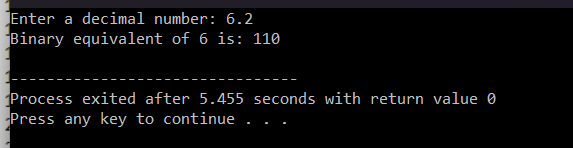 Enter a decimal number: 6.2
Binary equivalent of 6 is: 110
--------------------------------
Process exited after 5.455 seconds with return value 0
Press any key to continue . . .